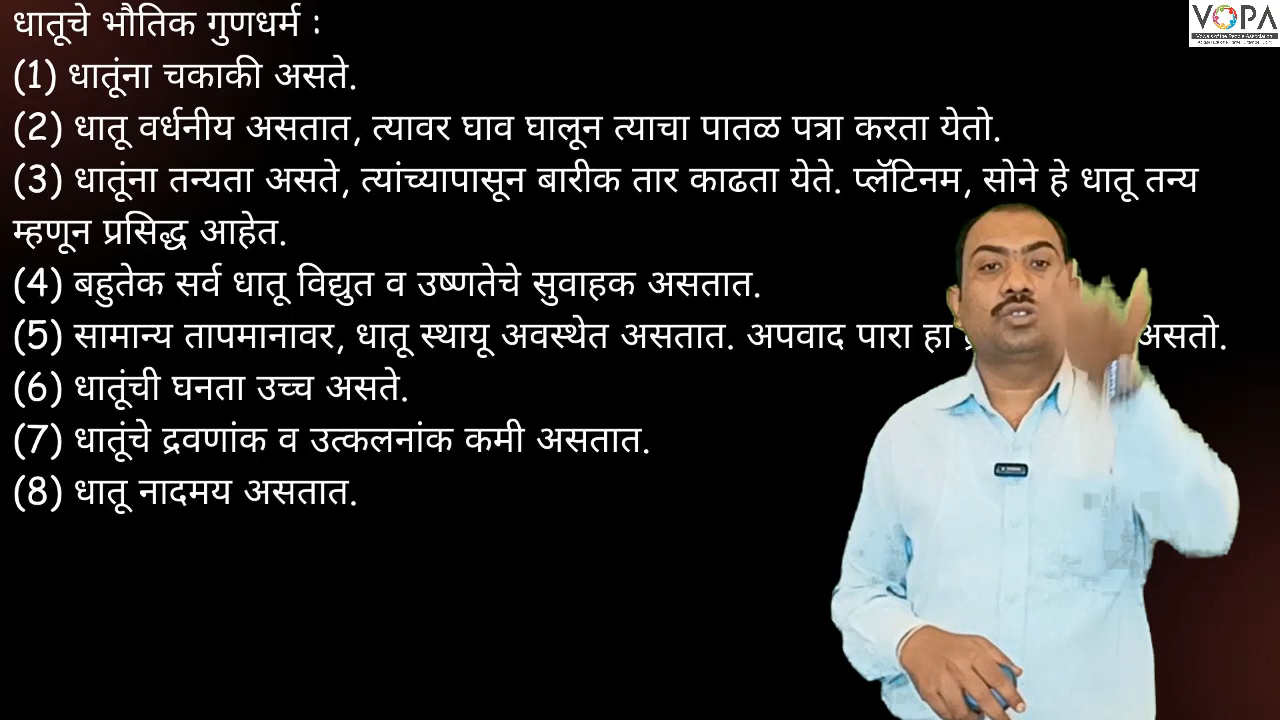 धातूचे भौतिक गुणधर्म :
(1) धातूंना चकाकी असते.
(2) धातू वर्धनीय असतात, त्यावर घाव घालून त्याचा पातळ पत्रा करता येतो.
(3) धातूंना तन्यता असते, त्यांच्यापासून बारीक तार काढता येते. प्लॅटिनम, सोने हे धातू तन्य
म्हणून प्रसिद्ध आहेत.
(4) बहुतेक सर्व धातू विद्युत व उष्णतेचे सुवाहक असतात.
(5) सामान्य तापमानावर, धातू स्थायू अवस्थेत असतात. अपवाद पारा हा असतो.
(6) धातूंची घनता उच्च असते.
(7) धातूंचे द्रवणांक व उत्कलनांक कमी असतात.
(8) धातू नादमय असतात.
VOPA